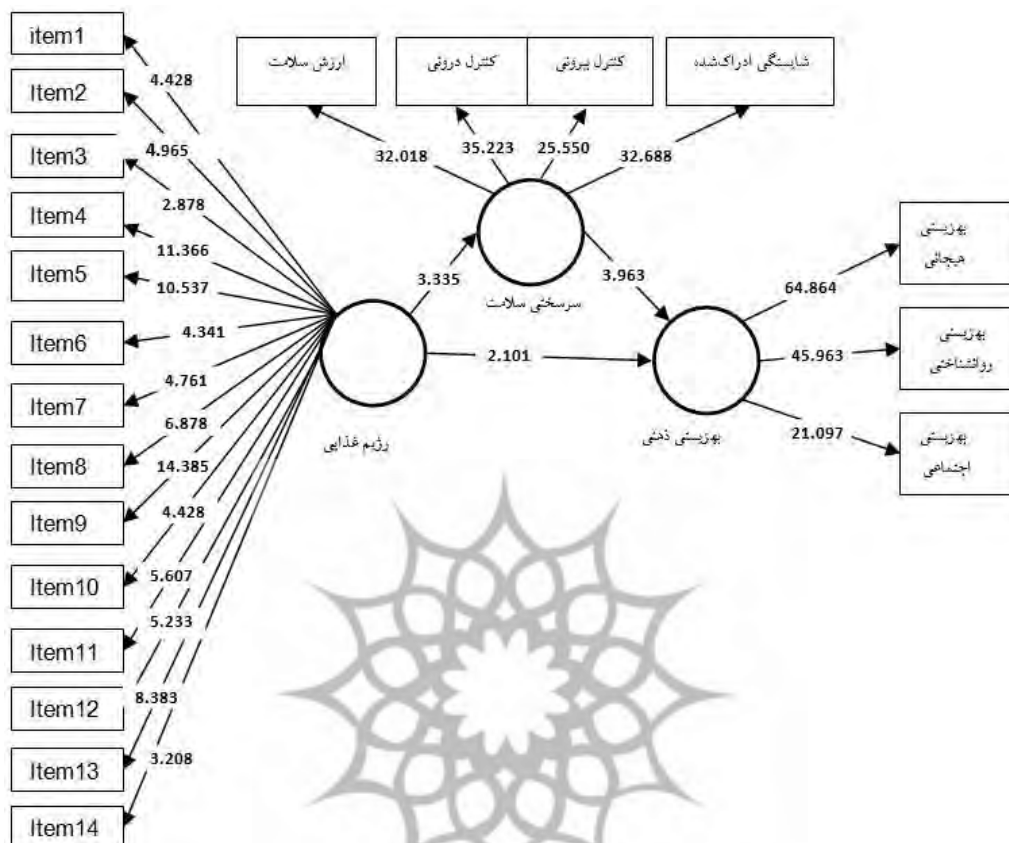 item1
Item2
Item3
Item4
Item5
Item6
Item7
Item8
Item9
Item10
Item11
Item12
Item13
Item14
4.428
4.965
2.878
11.366
10.537
4.341
4.761
6.878
14.385
4.428
5.607
5.233
8.383
3.208
رژیم غذایی
ارزش سلامت
کنترل درونی
کنترل بیرونی
شایستگی ادراک‌شده
32.018
35.223
25.550
32.688
سرسختی سلامت
3.335
3.963
2.101
بهزیستی ذهنی
64.864
45.963
21.097
بهزیستی
هیجانی
بهزیستی
روانشناختی
بهزیستی
اجتماعی